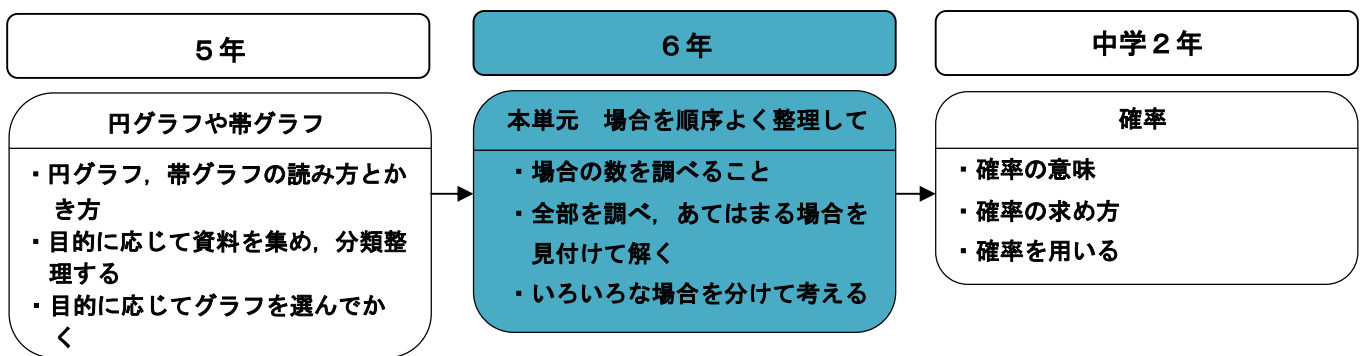 ５年
円グラフや帯グラフ
・円グラフ，帯グラフの読み方とか
き方
・目的に応じて資料を集め，分類整
理する
・目的に応じてグラフを選んでか
く
６年
本単元　場合を順序よく整理して
・場合の数を調べること
・全部を調べ，あてはまる場合を
見付けて解く
・いろいろな場合を分けて考える
中学２年
確率
・確率の意味
・確率の求め方
・確率を用いる